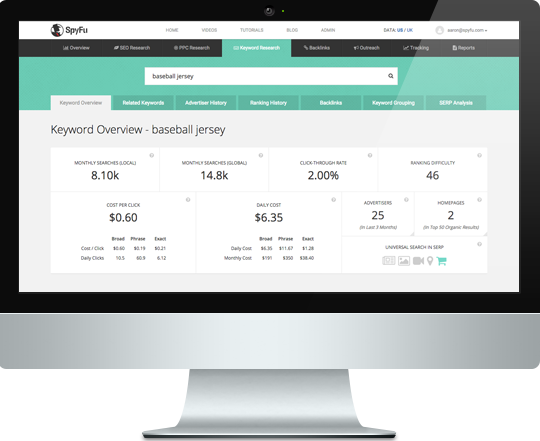 SpyFu HOME VIDEOS TUTORIALS BLOG ADMIN DATA: US / UK aaron@spyfu.com
Overview SEO Research PPC Research Keyword Research Backlinks Outreach Tracking Reports
baseball jersey
Keyword Overview Related Keywords Advertiser History Ranking History Backlinks Keyword Grouping SERP Analysis
Keyword Overview - baseball jersey
MONTHLY SEARCHES (LOCAL) MONTHLY SEARCHES (GLOBAL) CLICK-THROUGH RATE RANKING DIFFICULTY
8.10k 14.8k 2.00% 46
COST PER CLICK DAILY COST ADVERTISERS HOMEPAGES
$0.60 $6.35 25 2
(In Last 3 Months) (In Top 50 Organic Results)
Broad Phrase Exact Broad Phrase Exact
UNIVERSAL SEARCH IN SERP
Cost / Click $0.60 $0.19 $0.21 Daily Cost $6.35 $11.67 $1.28
Daily Clicks 10.5 60.9 6.12 Monthly Cost $191 $350 $38.40